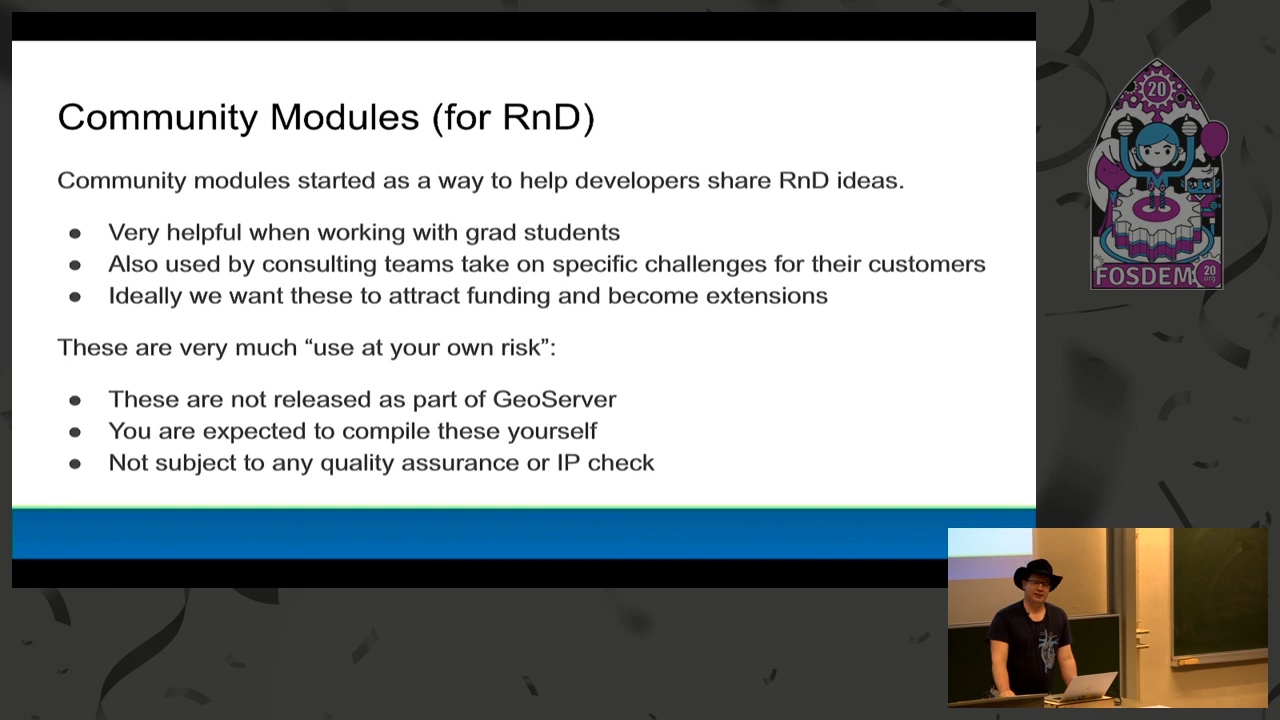 Community Modules (for RnD)
Community modules started as a way to help developers share RnD ideas.
● Very helpful when working with grad students
● Also used by consulting teams take on specific challenges for their customers
● Ideally we want these to attract funding and become extensions
These are very much “use at your own risk”:
● These are not released as part of GeoServer
● You are expected to compile these yourself
● Not subject to any quality assurance or IP check
20
FOSDEM
20
.org